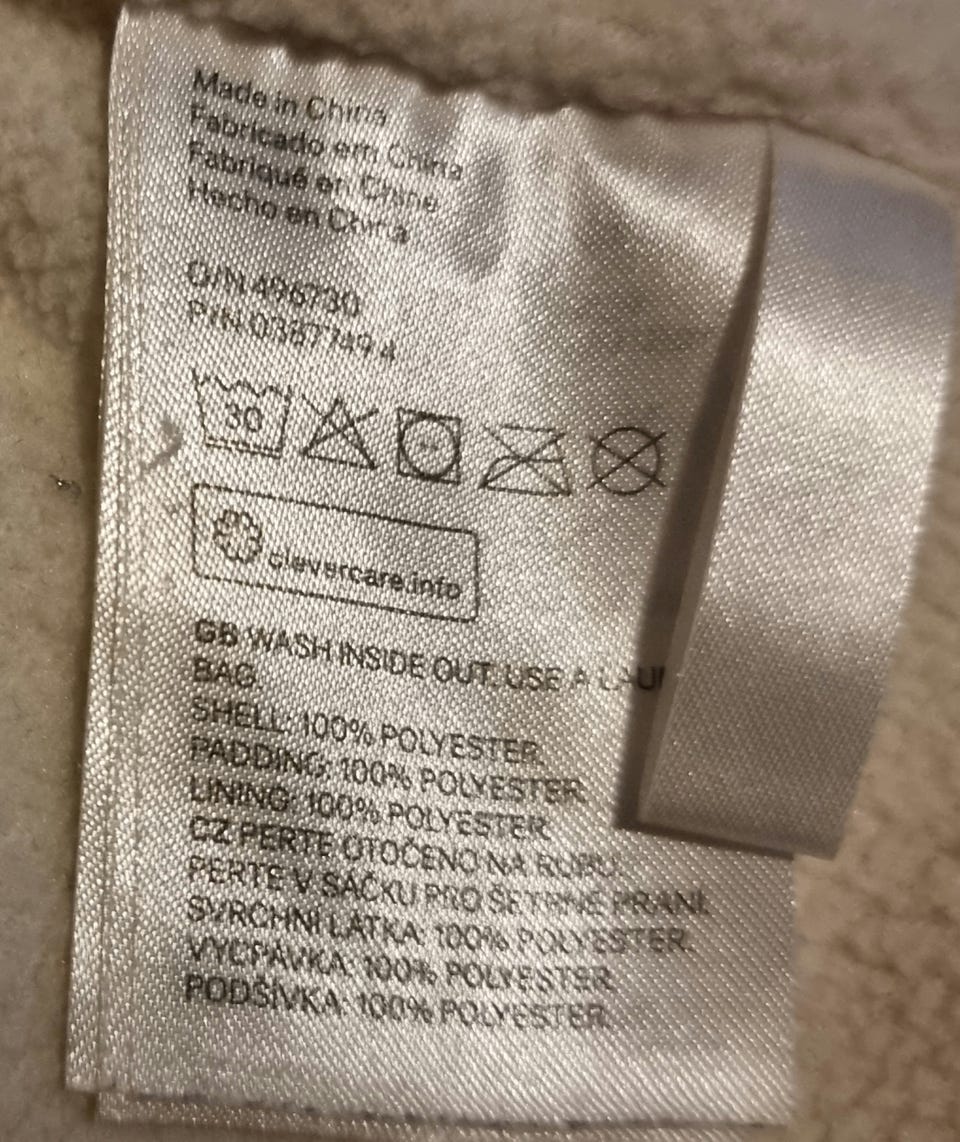 Made in China
Fabricado em China
Fabriqué en Chine
Hecho en China
O/N 496730
P/N 0387749 4
30
clevercare.info
GB WASH INSIDE OUT. USE A
BAG.
SHELL: 100% POLYESTER.
PADDING: 100% POLYESTER.
LINING: 100% POLYESTER
CZ PERTE OTOČENO NA RUBU.
PERTE V SÁČKU PRO ŠETRNÉ PRANÍ.
SVRCHNÍ LÁTKA: 100% POLYESTER.
VYCPÁVKA: 100% POLYESTER
PODŠÍVKA: 100% POLYESTER.